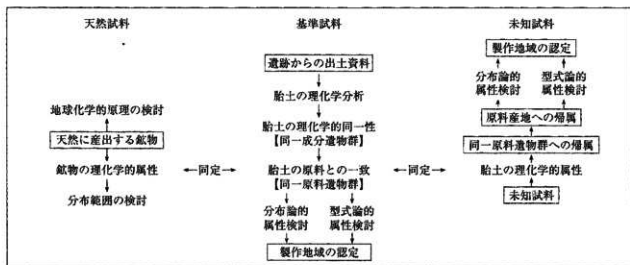 天然試料
地球化学的原理の検討
天然に産出する鉱物
鉱物の理化学的属性
分布範囲の検討
←同定→
基準試料
遺跡からの出土資料
胎土の理化学分析
胎土の理化学的同一性
【同一成分遺物群】
胎土の原料との一致
【同一原料遺物群】
分布論的 型式論的
属性検討 属性検討
製作地域の認定
←同定→
未知試料
製作地域の認定
分布論的 型式論的
属性検討 属性検討
原料産地への帰属
同一原料遺物群への帰属
胎土の理化学的属性
未知試料